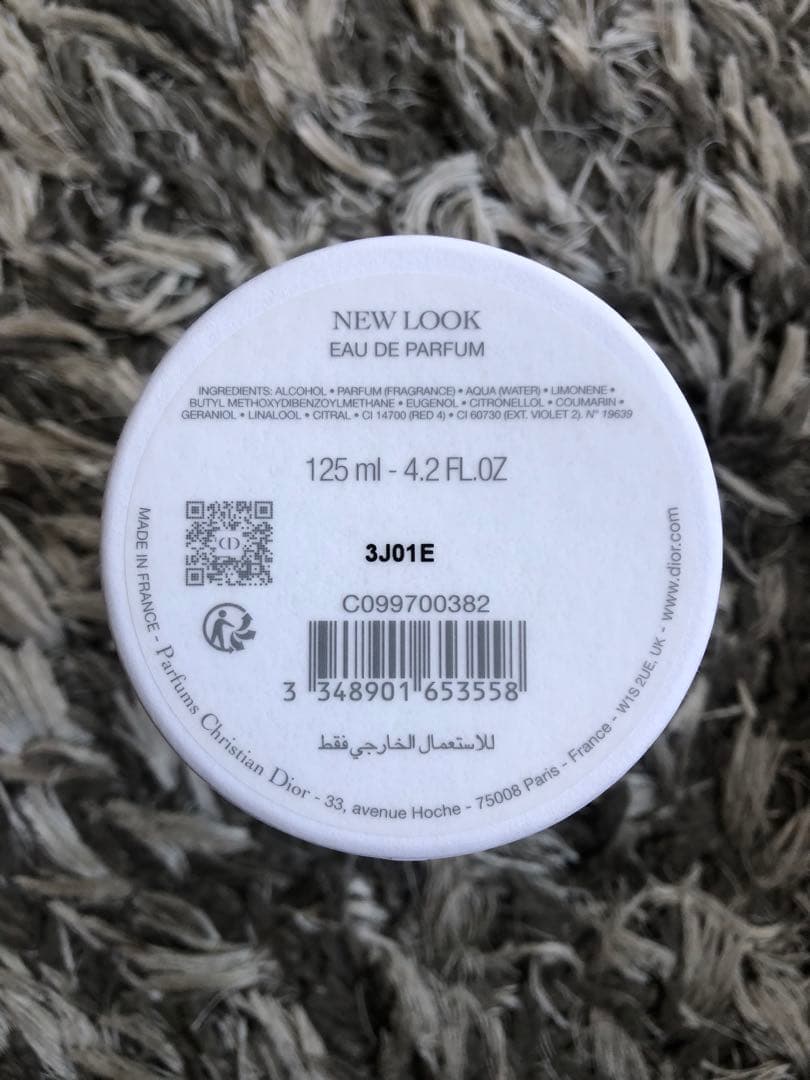 NEW LOOK
EAU DE PARFUM
INGREDIENTS: ALCOHOL • PARFUM (FRAGRANCE) • AQUA (WATER) • LIMONENE •
BUTYL METHOXYDIBENZOYLMETHANE • EUGENOL • CITRONELLOL • COUMARIN •
GERANIOL • LINALOOL • CITRAL • CI 14700 (RED 4) • CI 60730 (EXT. VIOLET 2). N° 19639
125 ml - 4.2 FL.OZ
CD
3J01E
C099700382
3 348901 653558
للاستعمال الخارجي فقط
MADE IN FRANCE - Parfums Christian Dior - 33, avenue Hoche - 75008 Paris - France - W1S 2UE. UK - www.dior.com